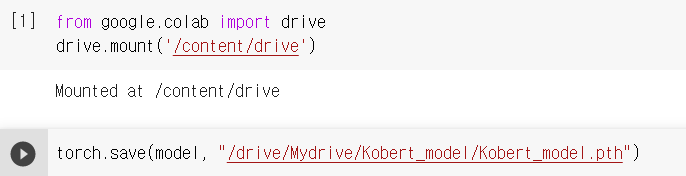 [1] from google.colab import drive
drive.mount('/content/drive')
Mounted at /content/drive
torch.save(model, "/drive/Mydrive/Kobert_model/Kobert_model.pth")